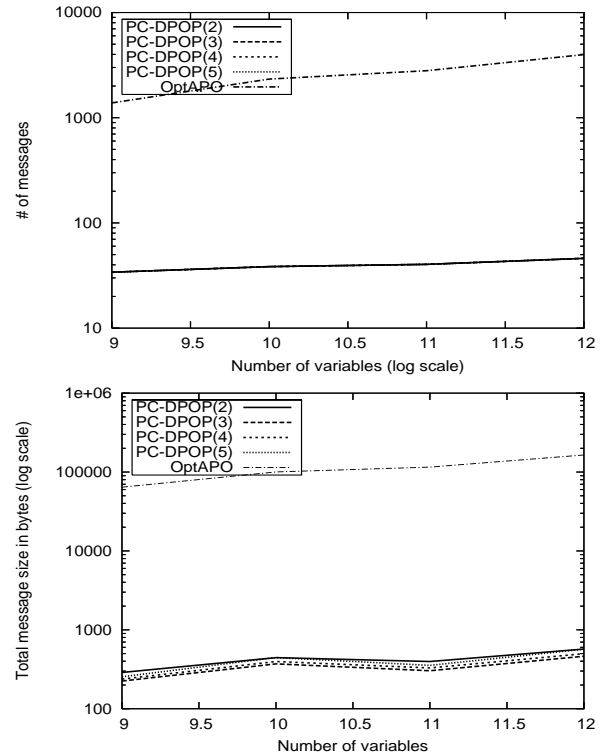 10000
1000
100
10
# of messages
PC-DPOP(2)
PC-DPOP(3)
PC-DPOP(4)
PC-DPOP(5)
OptAPO
9 9.5 10 10.5 11 11.5 12
Number of variables (log scale)
1e+06
100000
10000
1000
100
Total message size in bytes (log scale)
PC-DPOP(2)
PC-DPOP(3)
PC-DPOP(4)
PC-DPOP(5)
OptAPO
9 9.5 10 10.5 11 11.5 12
Number of variables